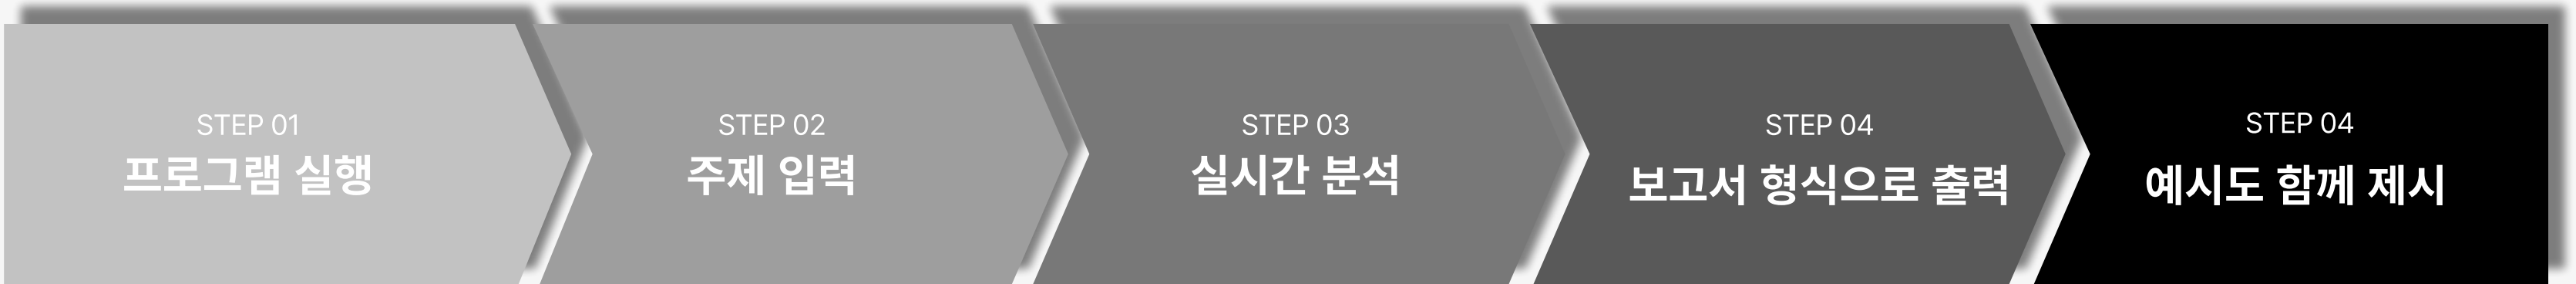 STEP 01
프로그램 실행
STEP 02
주제 입력
STEP 03
실시간 분석
STEP 04
보고서 형식으로 출력
STEP 04
예시도 함께 제시